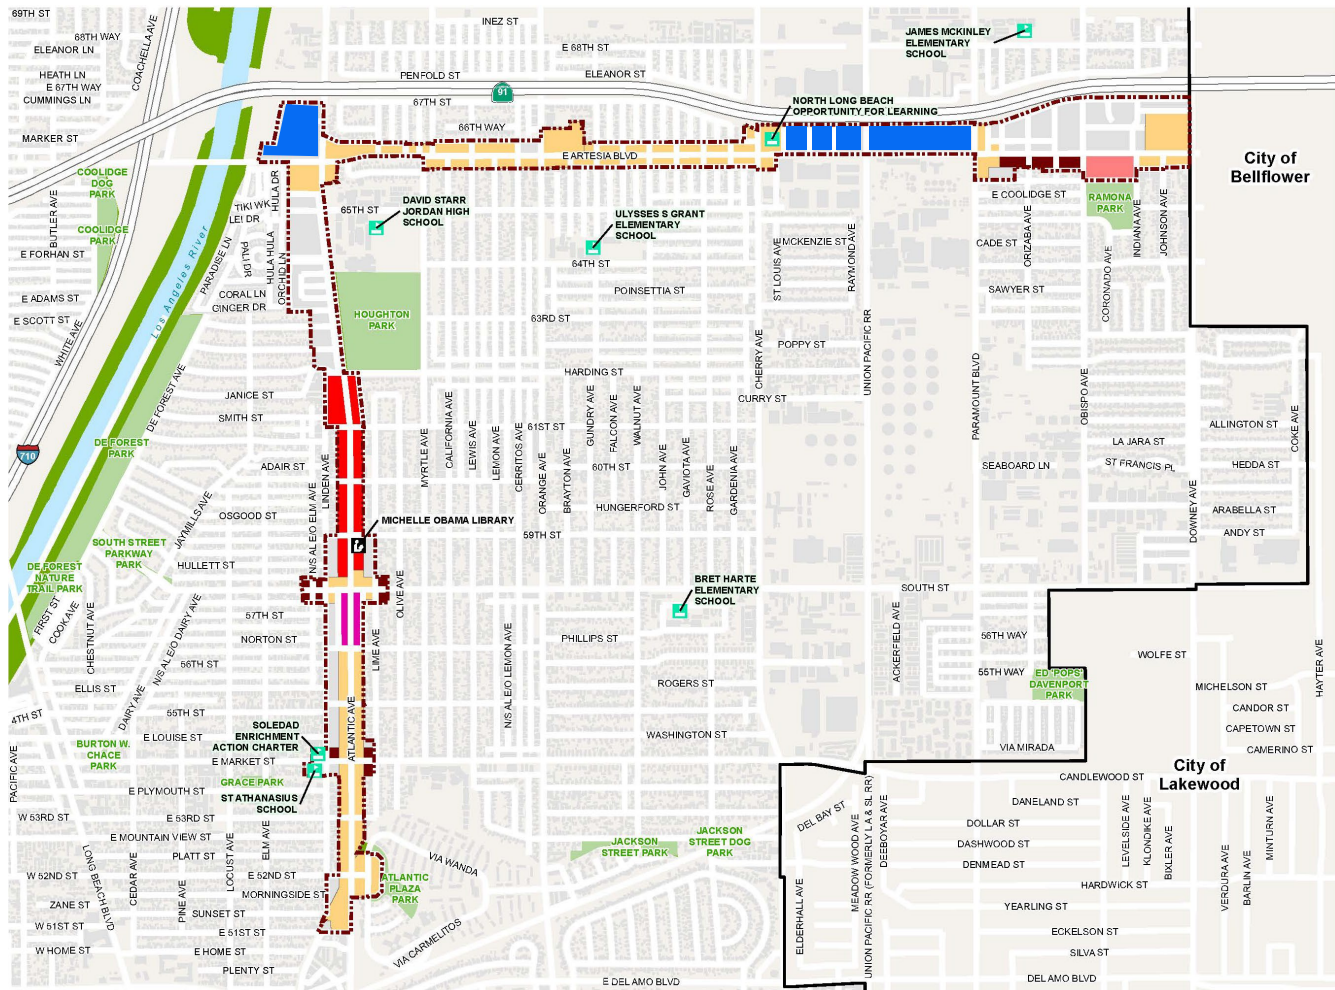 69TH ST
INEZ ST
68TH WAY
ELEANOR LN
COACHELLA AVE
E 68TH ST
JAMES MCKINLEY
ELEMENTARY
SCHOOL
HEATH LN
E 67TH WAY
CUMMINGS LN
PENFOLD ST
ELEANOR ST
91
67TH ST
NORTH LONG BEACH
OPPORTUNITY FOR LEARNING
66TH WAY
MARKER ST
E ARTESIA BLVD
City of
Bellflower
COOLIDGE
DOG
PARK
HULA DR
BUTLER AVE
TIKI WK
LEI DR
65TH ST
DAVID STARR
JORDAN HIGH
SCHOOL
ULYSSES S GRANT
ELEMENTARY
SCHOOL
E COOLIDGE ST
RAMONA
PARK
COOLIDGE
PARK
E FORHAN ST
PARADISE LN
PALI DR
HULA HULA
ORCHID LN
64TH ST
MCKENZIE ST
ST LOUIS AVE
RAYMOND AVE
CADE ST
ORIZABA AVE
INDIANA AVE
JOHNSON AVE
CORONADO AVE
Los Angeles River
E ADAMS ST
E SCOTT ST
WHITE AVE
CORAL LN
GINGER DR
POINSETTIA ST
SAWYER ST
HOUGHTON
PARK
63RD ST
POPPY ST
CHERRY AVE
UNION PACIFIC RR
PARAMOUNT BLVD
OBISPO AVE
HARDING ST
CURRY ST
DE FOREST AVE
JANICE ST
SMITH ST
MYRTLE AVE
CALIFORNIA AVE
LEWIS AVE
LEMON AVE
CERRITOS AVE
61ST ST
ORANGE AVE
BRAYTON AVE
GUNDRY AVE
FALCON AVE
WALNUT AVE
JOHN AVE
GAVIOTA AVE
ROSE AVE
GARDENIA AVE
ALLINGTON ST
COKE AVE
LA JARA ST
ST FRANCIS PL
HEDDA ST
SEABOARD LN
710
DE FOREST
PARK
ADAIR ST
LINDEN AVE
60TH ST
HUNGERFORD ST
59TH ST
OSGOOD ST
N/S AL E/O ELM AVE
JAYMILLS AVE
MICHELLE OBAMA LIBRARY
DOWNEY AVE
ARABELLA ST
ANDY ST
SOUTH STREET
PARKWAY
PARK
HULLETT ST
DE FOREST
NATURE
TRAIL PARK
OLIVE AVE
BRET HARTE
ELEMENTARY
SCHOOL
SOUTH ST
FIRST ST
COOK AVE
CHESTNUT AVE
N/S AL E/O DAIRY AVE
57TH ST
NORTON ST
LIME AVE
N/S AL E/O LEMON AVE
PHILLIPS ST
ACKERFIELD AVE
56TH WAY
55TH WAY
WOLFE ST
HAYTER AVE
56TH ST
ELLIS ST
ROGERS ST
ED "POPS"
DAVENPORT
PARK
MICHELSON ST
CANDOR ST
CAPETOWN ST
CAMERINO ST
4TH ST
DAIRY AVE
55TH ST
ATLANTIC AVE
WASHINGTON ST
VIA MIRADA
PACIFIC AVE
BURTON W.
CHACE
PARK
E LOUISE ST
SOLEDAD
ENRICHMENT
ACTION CHARTER
E MARKET ST
GRACE PARK
City of
Lakewood
CANDLEWOOD ST
E PLYMOUTH ST
ST ATHANASIUS
SCHOOL
W 53RD ST
E 53RD ST
E MOUNTAIN VIEW ST
PLATT ST
LOCUST AVE
ELM AVE
DEL BAY ST
MEADOW WOOD AVE
UNION PACIFIC RR (FORMERLY LA & SL RR)
DEEBOYAR AVE
DANELAND ST
DOLLAR ST
DASHWOOD ST
DENMEAD ST
LEVELSIDE AVE
KLONDIKE AVE
BIXLER AVE
MINTURN AVE
JACKSON
STREET PARK
JACKSON
STREET DOG
PARK
VIA WANDA
LONG BEACH BLVD
W 52ND ST
CEDAR AVE
PINE AVE
E 52ND ST
MORNINGSIDE ST
ATLANTIC
PLAZA
PARK
HARDWICK ST
VERDURA AVE
BARLIN AVE
ZANE ST
SUNSET ST
YEARLING ST
ELDERHALL AVE
W 51ST ST
E 51ST ST
ECKELSON ST
VIA CARMELITOS
W HOME ST
E HOME ST
SILVA ST
PLENTY ST
E DEL AMO BLVD
DEL AMO BLVD